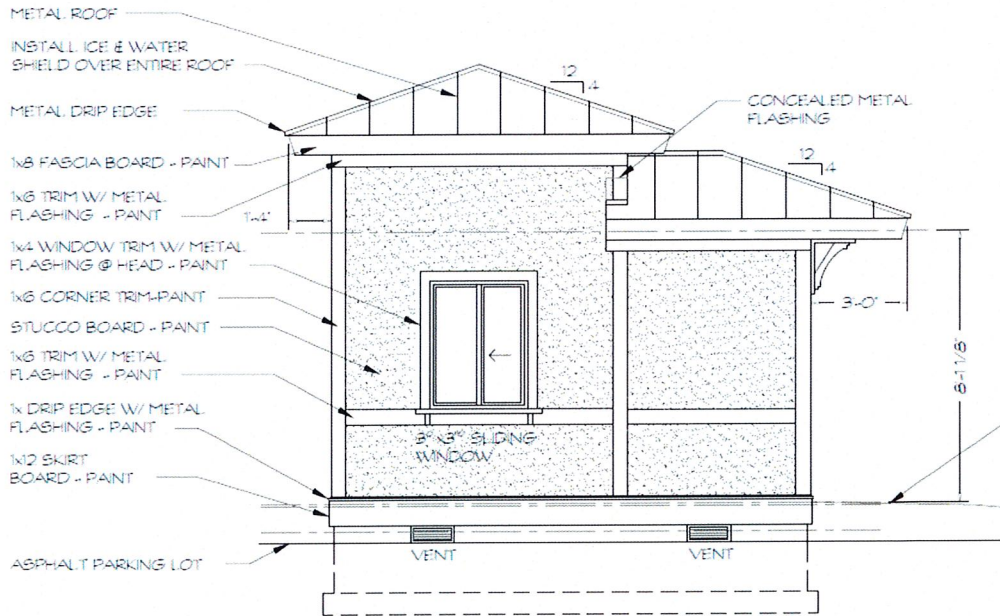 METAL ROOF
INSTALL ICE & WATER
SHIELD OVER ENTIRE ROOF
METAL DRIP EDGE
1x8 FASCIA BOARD - PAINT
1x6 TRIM W/ METAL
FLASHING - PAINT
1'-4"
1x4 WINDOW TRIM W/ METAL
FLASHING @ HEAD - PAINT
1x6 CORNER TRIM-PAINT
STUCCO BOARD - PAINT
1x6 TRIM W/ METAL
FLASHING - PAINT
1x DRIP EDGE W/ METAL
FLASHING - PAINT
1x12 SKIRT
BOARD - PAINT
ASPHALT PARKING LOT
12
4
CONCEALED METAL
FLASHING
12
4
3'-0"
8'-1 1/8"
SLIDING
WINDOW
VENT
VENT